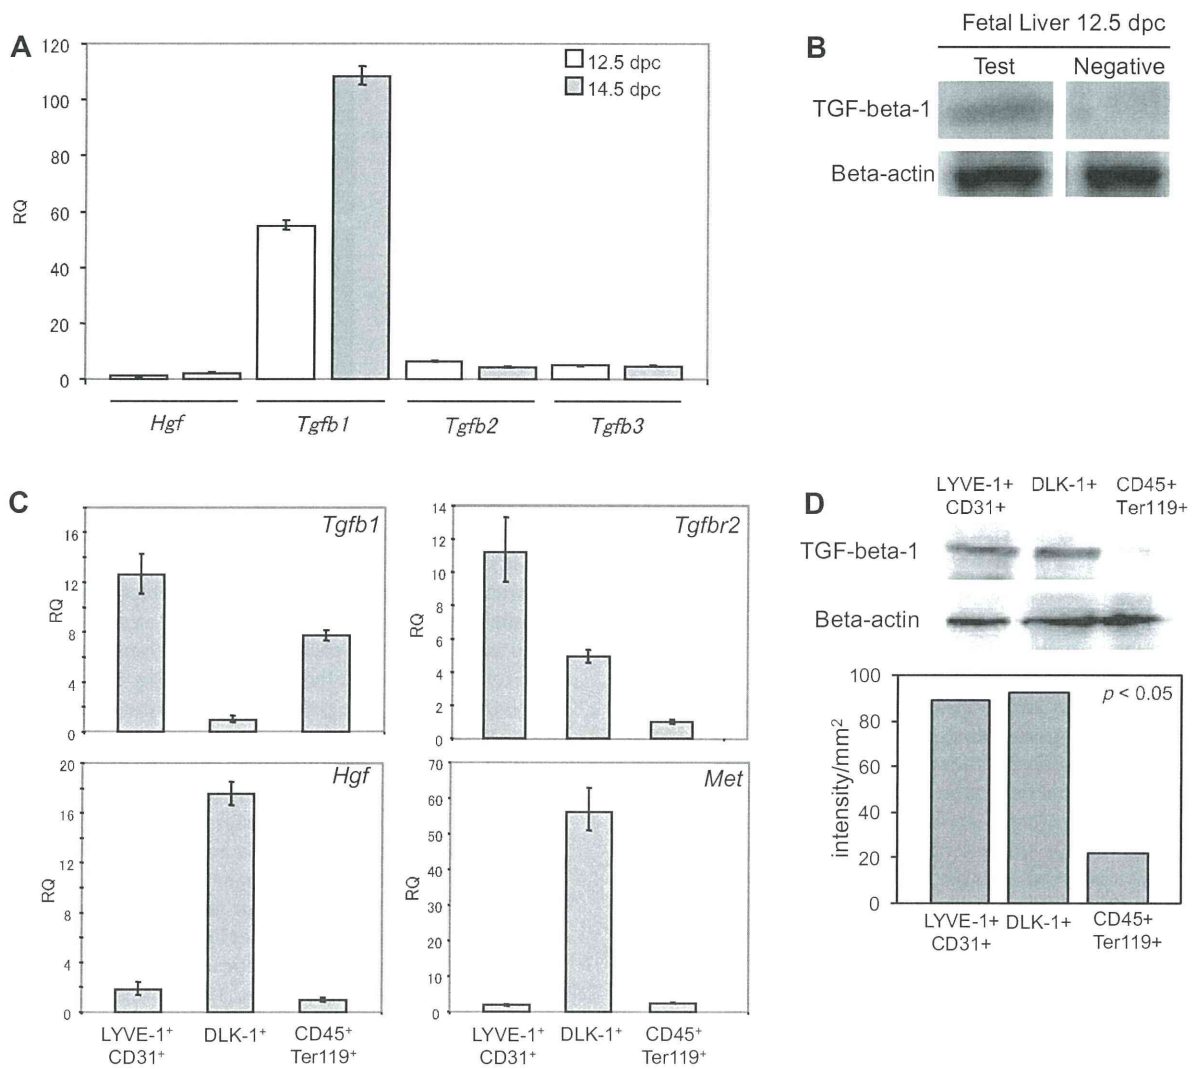 A
120
100
80
60
40
20
0
RQ
12.5 dpc
14.5 dpc
Hgf
Tgfb1
Tgfb2
Tgfb3
B
Fetal Liver 12.5 dpc
Test
Negative
TGF-beta-1
Beta-actin
C
Tgfb1
16
12
8
4
0
RQ
Tgfbr2
14
12
10
8
6
4
2
0
RQ
Hgf
20
16
12
8
4
0
RQ
LYVE-1+
CD31+
DLK-1+
CD45+
Ter119+
Met
70
60
50
40
30
20
10
0
RQ
LYVE-1+
CD31+
DLK-1+
CD45+
Ter119+
D
LYVE-1+
CD31+
DLK-1+
CD45+
Ter119+
TGF-beta-1
Beta-actin
p < 0.05
100
80
60
40
20
0
intensity/mm²
LYVE-1+
CD31+
DLK-1+
CD45+
Ter119+